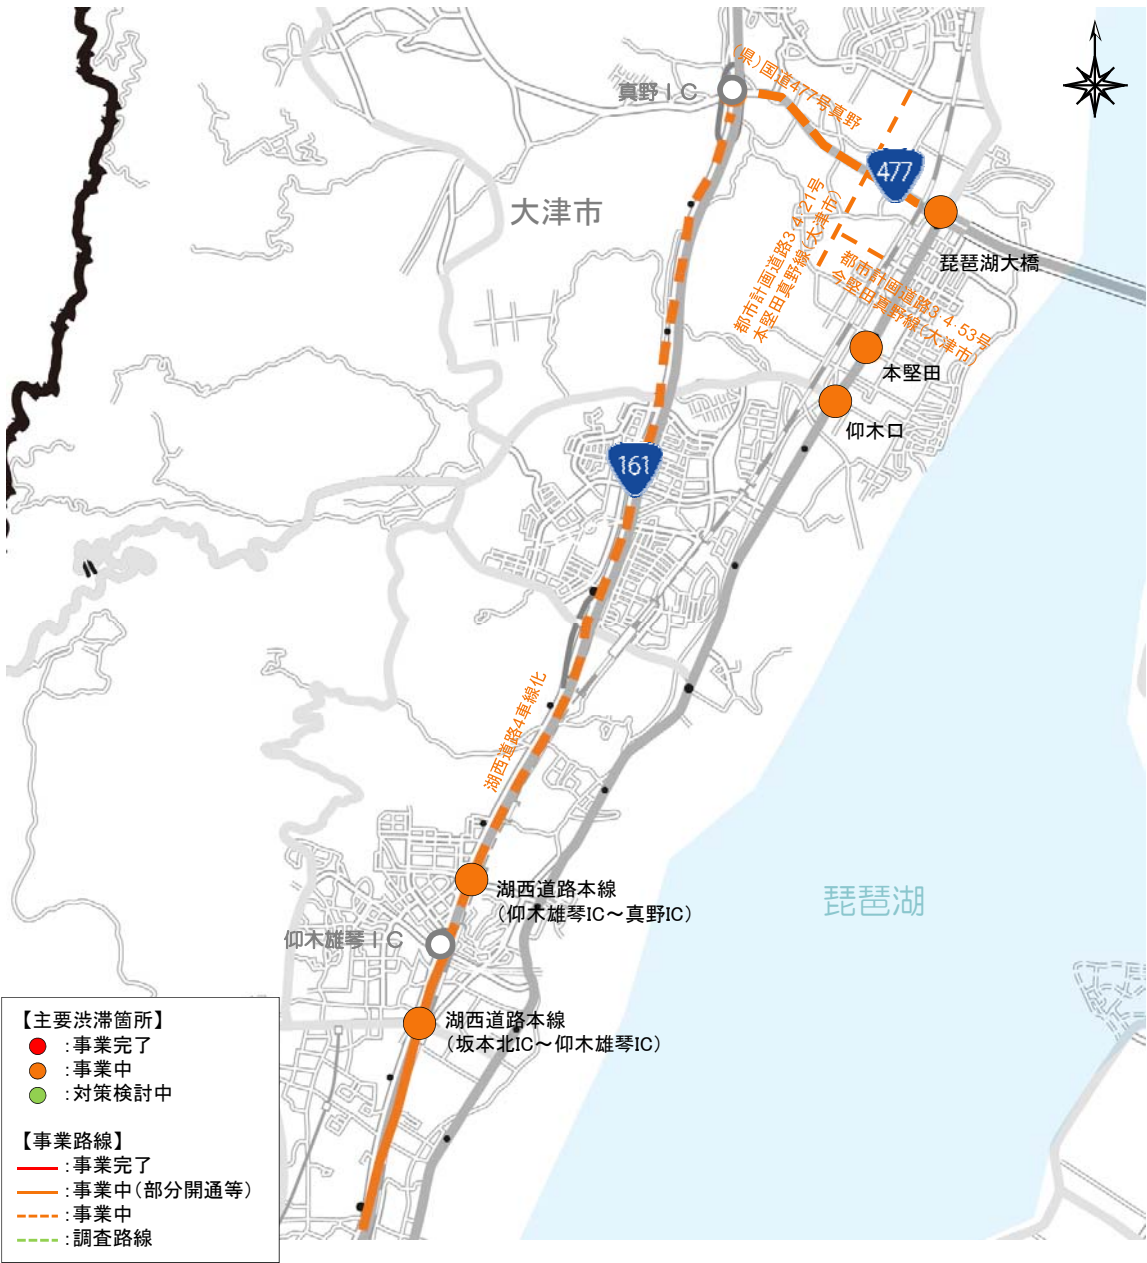 真野IC
(県)国道477号真野
477
大津市
都市計画道路3・4・21号
本堅田真野線(大津市)
琵琶湖大橋
都市計画道路3・4・53号
今堅田真野線(大津市)
本堅田
仰木口
161
湖西道路4車線化
湖西道路本線
(仰木雄琴IC～真野IC)
琵琶湖
仰木雄琴IC
湖西道路本線
(坂本北IC～仰木雄琴IC)
【主要渋滞箇所】
:事業完了
:事業中
:対策検討中
【事業路線】
:事業完了
:事業中(部分開通等)
:事業中
:調査路線